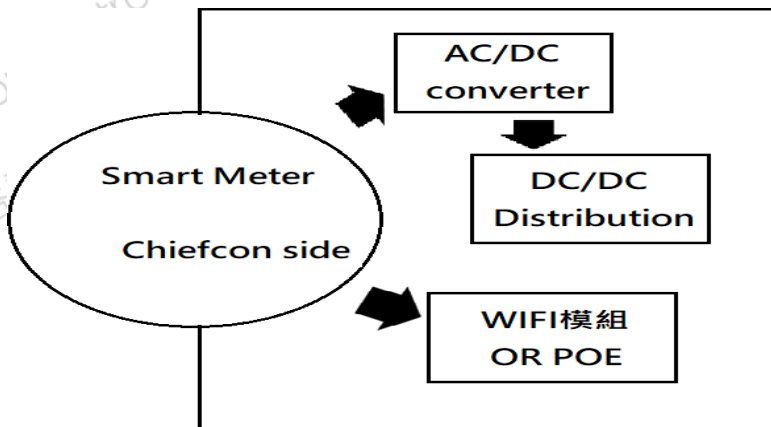 AC/DC
converter
Smart Meter
Chiefcon side
DC/DC
Distribution
WIFI模組
OR POE